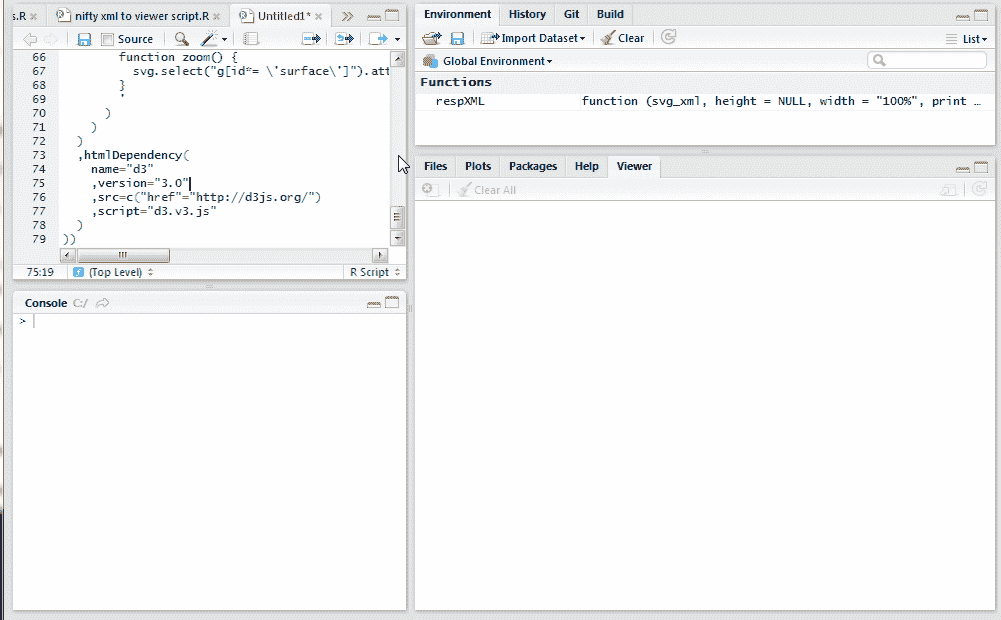 s.R nifty xml to viewer script.R Untitled1*
Source
66 function zoom() {
67 svg.select("g[id*= \'surface\']").att
68 }
69 '
70 )
71 )
72 )
73 ,htmlDependency(
74 name="d3"
75 ,version="3.0"
76 ,src=c("href"="http://d3js.org/")
77 ,script="d3.v3.js"
78 )
79 ))
75:19 (Top Level) R Script
Console C:/
>
Environment History Git Build
Import Dataset Clear List
Global Environment
Functions
respXML function (svg_xml, height = NULL, width = "100%", print …
Files Plots Packages Help Viewer
Clear All